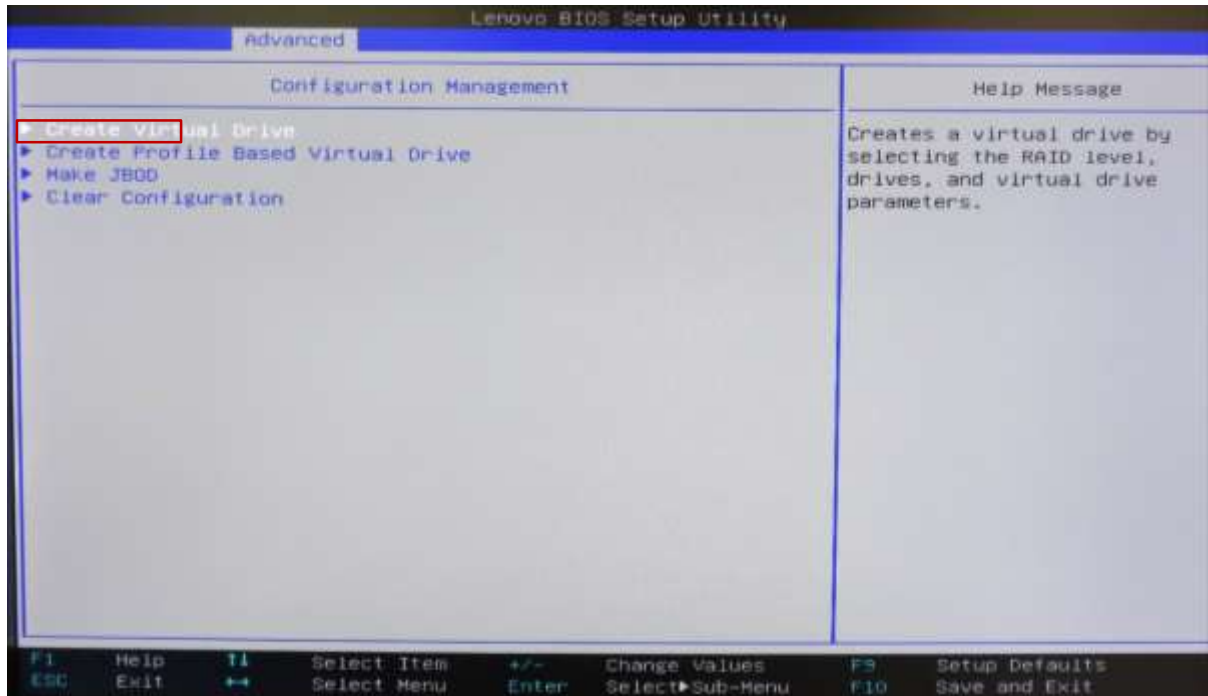 Lenovo BIOS Setup Utility
Advanced
Configuration Management
▶ Create Virtual Drive
▶ Create Profile Based Virtual Drive
▶ Make JBOD
▶ Clear Configuration
Help Message
Creates a virtual drive by
selecting the RAID level,
drives, and virtual drive
parameters.
F1 Help ↑↓ Select Item +/- Change Values F9 Setup Defaults
ESC Exit ↔ Select Menu Enter Select▶Sub-Menu F10 Save and Exit